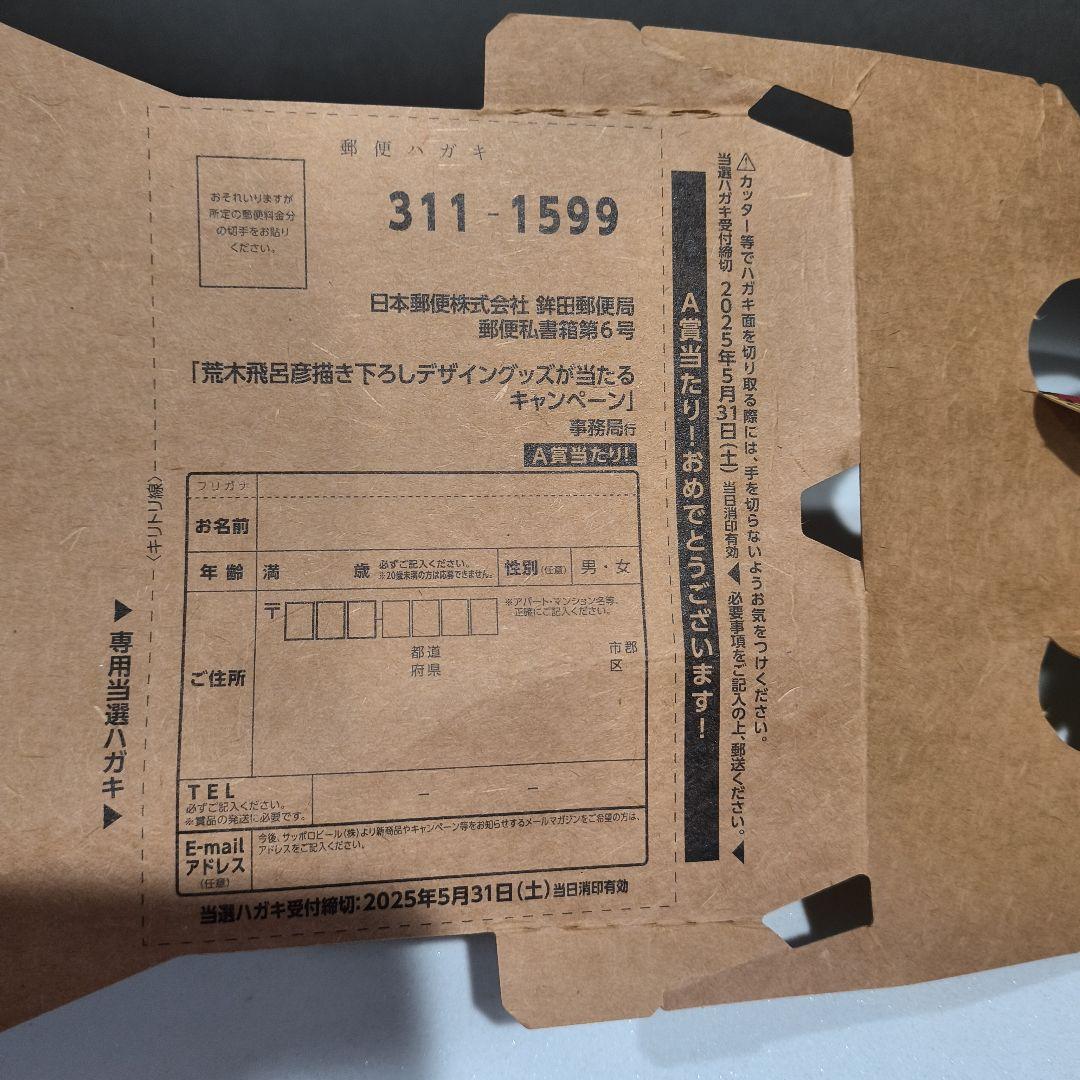 郵便ハガキ
おそれいりますが
所定の郵便料金分
の切手をお貼り
ください。
311-1599
日本郵便株式会社 鉾田郵便局
郵便私書箱第6号
「荒木飛呂彦描き下ろしデザイングッズが当たる
キャンペーン」
事務局行
A賞当たり!
フリガナ
お名前
年齢 満 歳 必ずご記入ください。
※20歳未満の方は応募できません。
性別(任意) 男・女
ご住所
〒 -
※アパート・マンション名等、
正確にご記入ください。
都道
府県
市郡
区
TEL
必ずご記入ください。
※賞品の発送に必要です。
- -
E-mail
アドレス
(任意)
今後、サッポロビール(株)より新商品やキャンペーン等をお知らせするメールマガジンをご希望の方は、
アドレスをご記入ください。
当選ハガキ受付締切:2025年5月31日(土)当日消印有効
〈キリトリ線〉
▶専用当選ハガキ▶
⚠カッター等でハガキ面を切り取る際には、手を切らないようお気をつけください。
当選ハガキ受付締切 2025年5月31日(土) 当日消印有効 ◀必要事項をご記入の上、郵送ください。◀
A賞当たり!おめでとうございます!